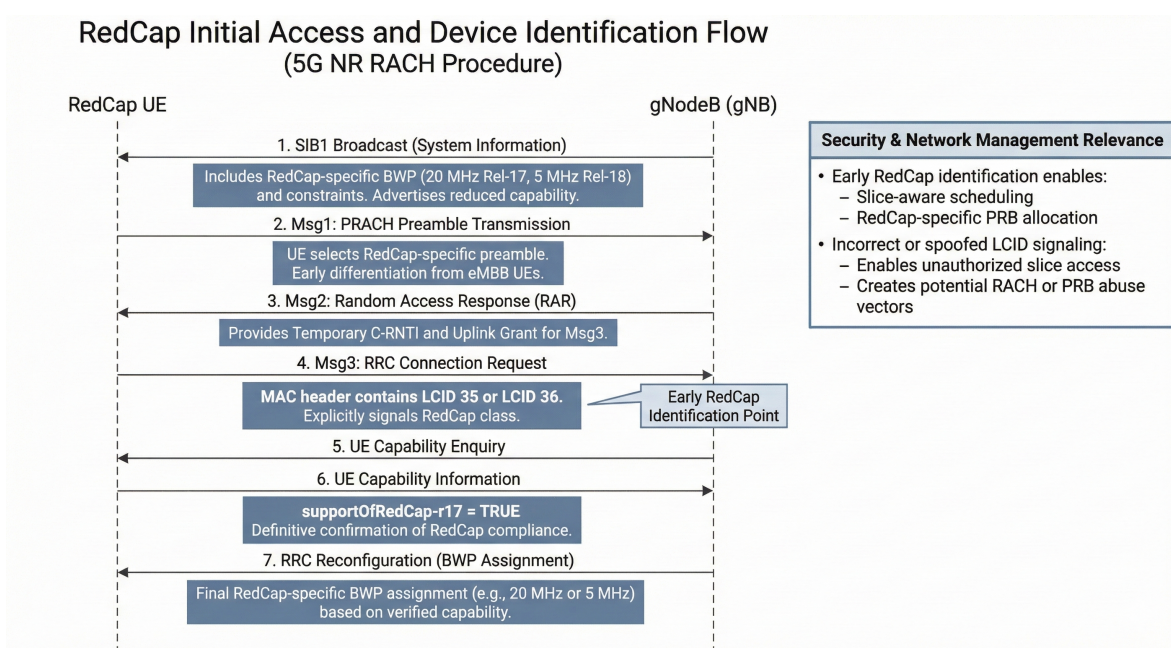 RedCap Initial Access and Device Identification Flow
(5G NR RACH Procedure)
RedCap UE
gNodeB (gNB)
1. SIB1 Broadcast (System Information)
Includes RedCap-specific BWP (20 MHz Rel-17, 5 MHz Rel-18)
and constraints. Advertises reduced capability.
2. Msg1: PRACH Preamble Transmission
UE selects RedCap-specific preamble.
Early differentiation from eMBB UEs.
3. Msg2: Random Access Response (RAR)
Provides Temporary C-RNTI and Uplink Grant for Msg3.
4. Msg3: RRC Connection Request
MAC header contains LCID 35 or LCID 36.
Explicitly signals RedCap class.
Early RedCap
Identification Point
5. UE Capability Enquiry
6. UE Capability Information
supportOfRedCap-r17 = TRUE
Definitive confirmation of RedCap compliance.
7. RRC Reconfiguration (BWP Assignment)
Final RedCap-specific BWP assignment (e.g., 20 MHz or 5 MHz)
based on verified capability.
Security & Network Management Relevance
• Early RedCap identification enables:
– Slice-aware scheduling
– RedCap-specific PRB allocation
• Incorrect or spoofed LCID signaling:
– Enables unauthorized slice access
– Creates potential RACH or PRB abuse
vectors